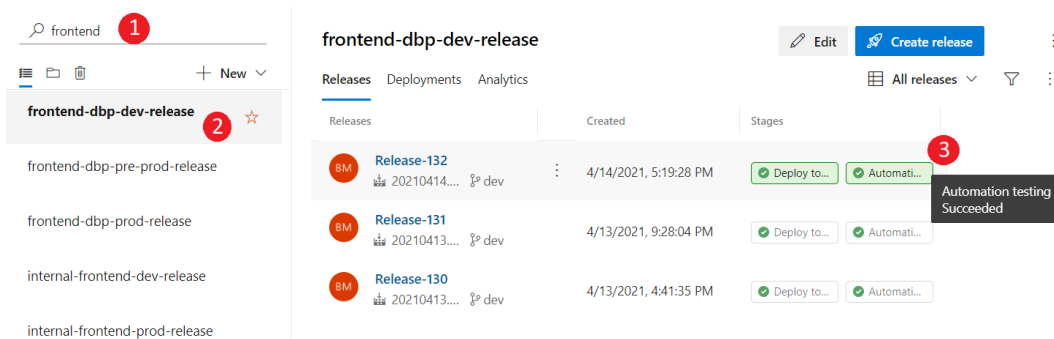 frontend
1
New
frontend-dbp-dev-release
2
frontend-dbp-pre-prod-release
frontend-dbp-prod-release
internal-frontend-dev-release
internal-frontend-prod-release
frontend-dbp-dev-release
Edit
Create release
Releases
Deployments
Analytics
All releases
Releases
Created
Stages
3
BM
Release-132
20210414.... dev
4/14/2021, 5:19:28 PM
Deploy to...
Automati...
Automation testing
Succeeded
BM
Release-131
20210413.... dev
4/13/2021, 9:28:04 PM
Deploy to...
Automati...
BM
Release-130
20210413.... dev
4/13/2021, 4:41:35 PM
Deploy to...
Automati...